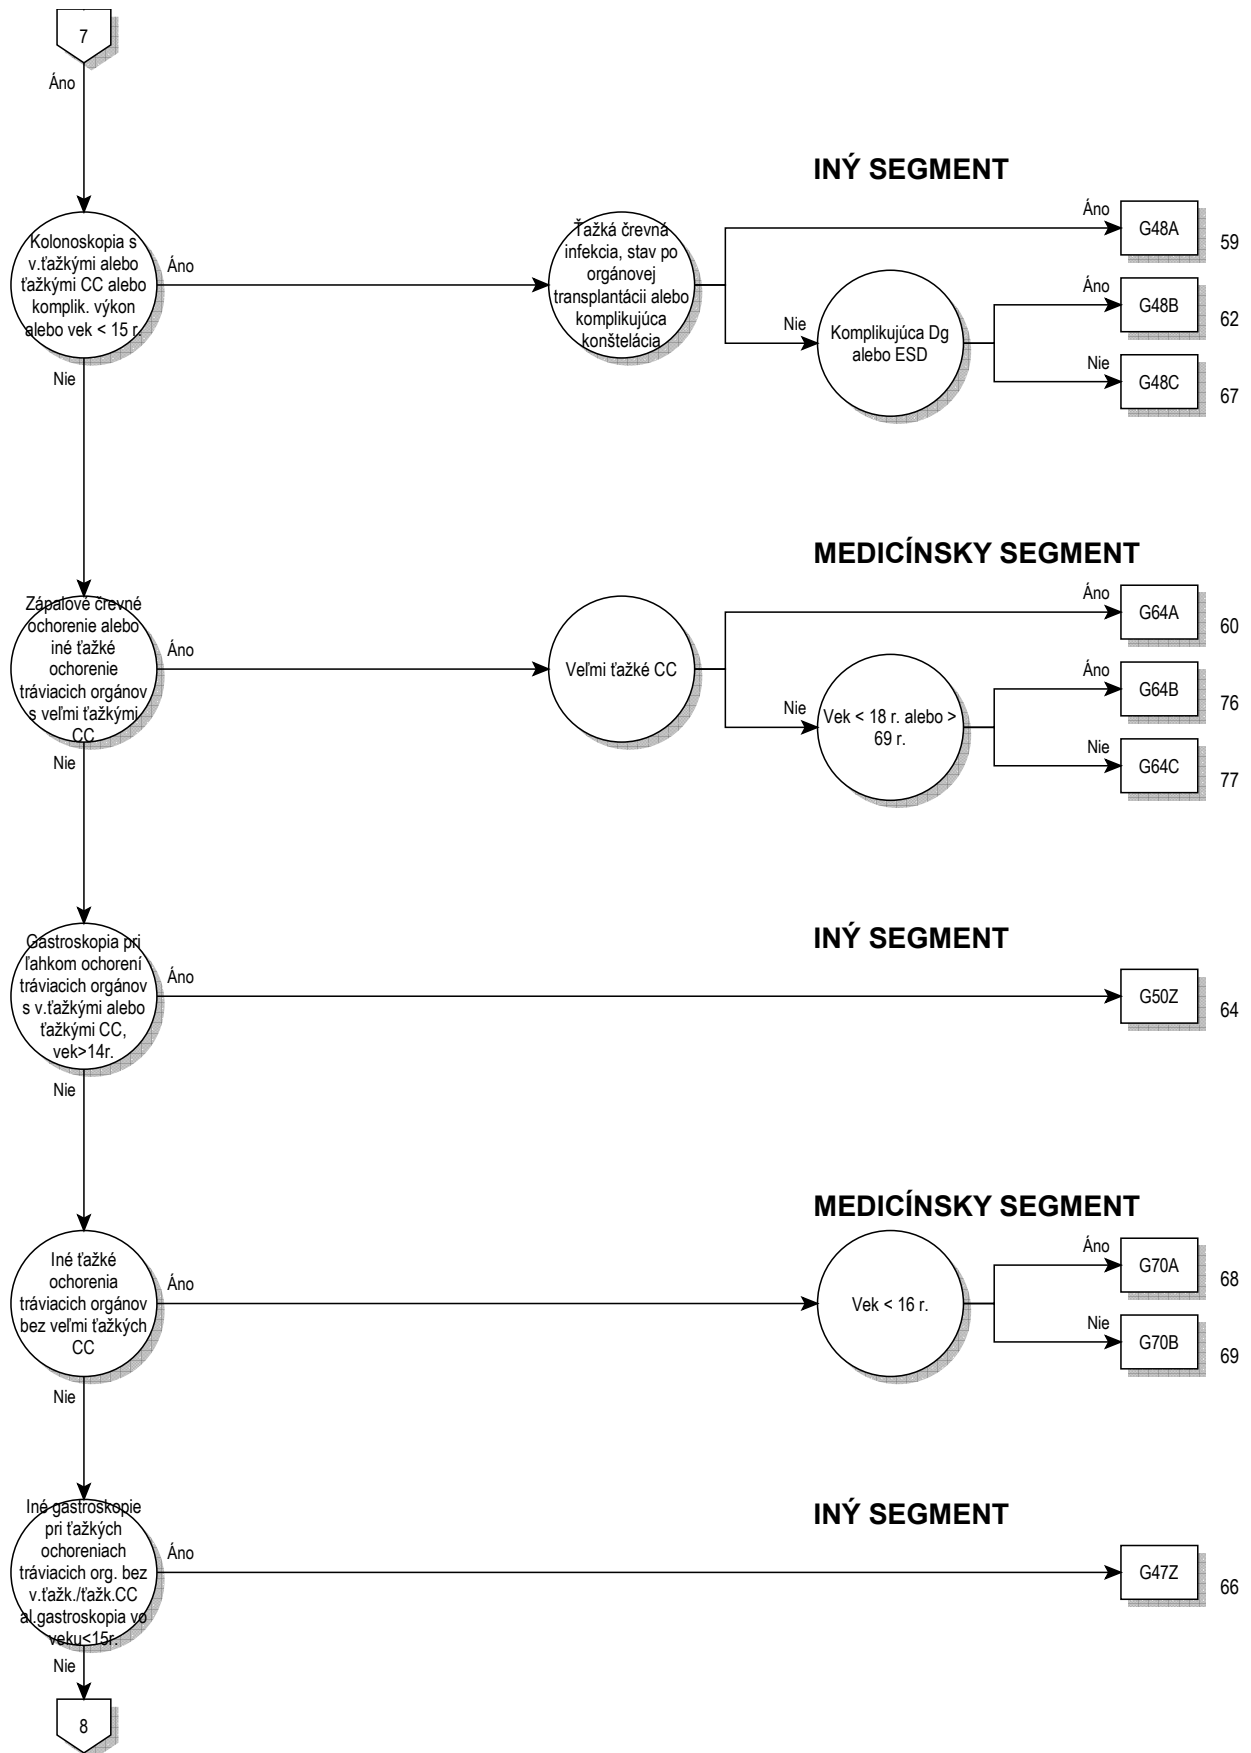 7
Áno
INÝ SEGMENT
Kolonoskopia s
v.ťažkými alebo
ťažkými CC alebo
komplik. výkon
alebo vek < 15 r.
Áno
Ťažká črevná
infekcia, stav po
orgánovej
transplantácii alebo
komplikujúca
konštelácia
Áno
G48A
59
Nie
Komplikujúca Dg
alebo ESD
Áno
G48B
62
Nie
G48C
67
Nie
MEDICÍNSKY SEGMENT
Zápalové črevné
ochorenie alebo
iné ťažké
ochorenie
tráviacich orgánov
s veľmi ťažkými
CC
Áno
Veľmi ťažké CC
Áno
G64A
60
Nie
Vek < 18 r. alebo >
69 r.
Áno
G64B
76
Nie
G64C
77
Nie
INÝ SEGMENT
Gastroskopia pri
ľahkom ochorení
tráviacich orgánov
s v.ťažkými alebo
ťažkými CC,
vek>14r.
Áno
G50Z
64
Nie
MEDICÍNSKY SEGMENT
Iné ťažké
ochorenia
tráviacich orgánov
bez veľmi ťažkých
CC
Áno
Vek < 16 r.
Áno
G70A
68
Nie
G70B
69
Nie
INÝ SEGMENT
Iné gastroskopie
pri ťažkých
ochoreniach
tráviacich org. bez
v.ťažk./ťažk.CC
al.gastroskopia vo
veku<15r.
Áno
G47Z
66
Nie
8